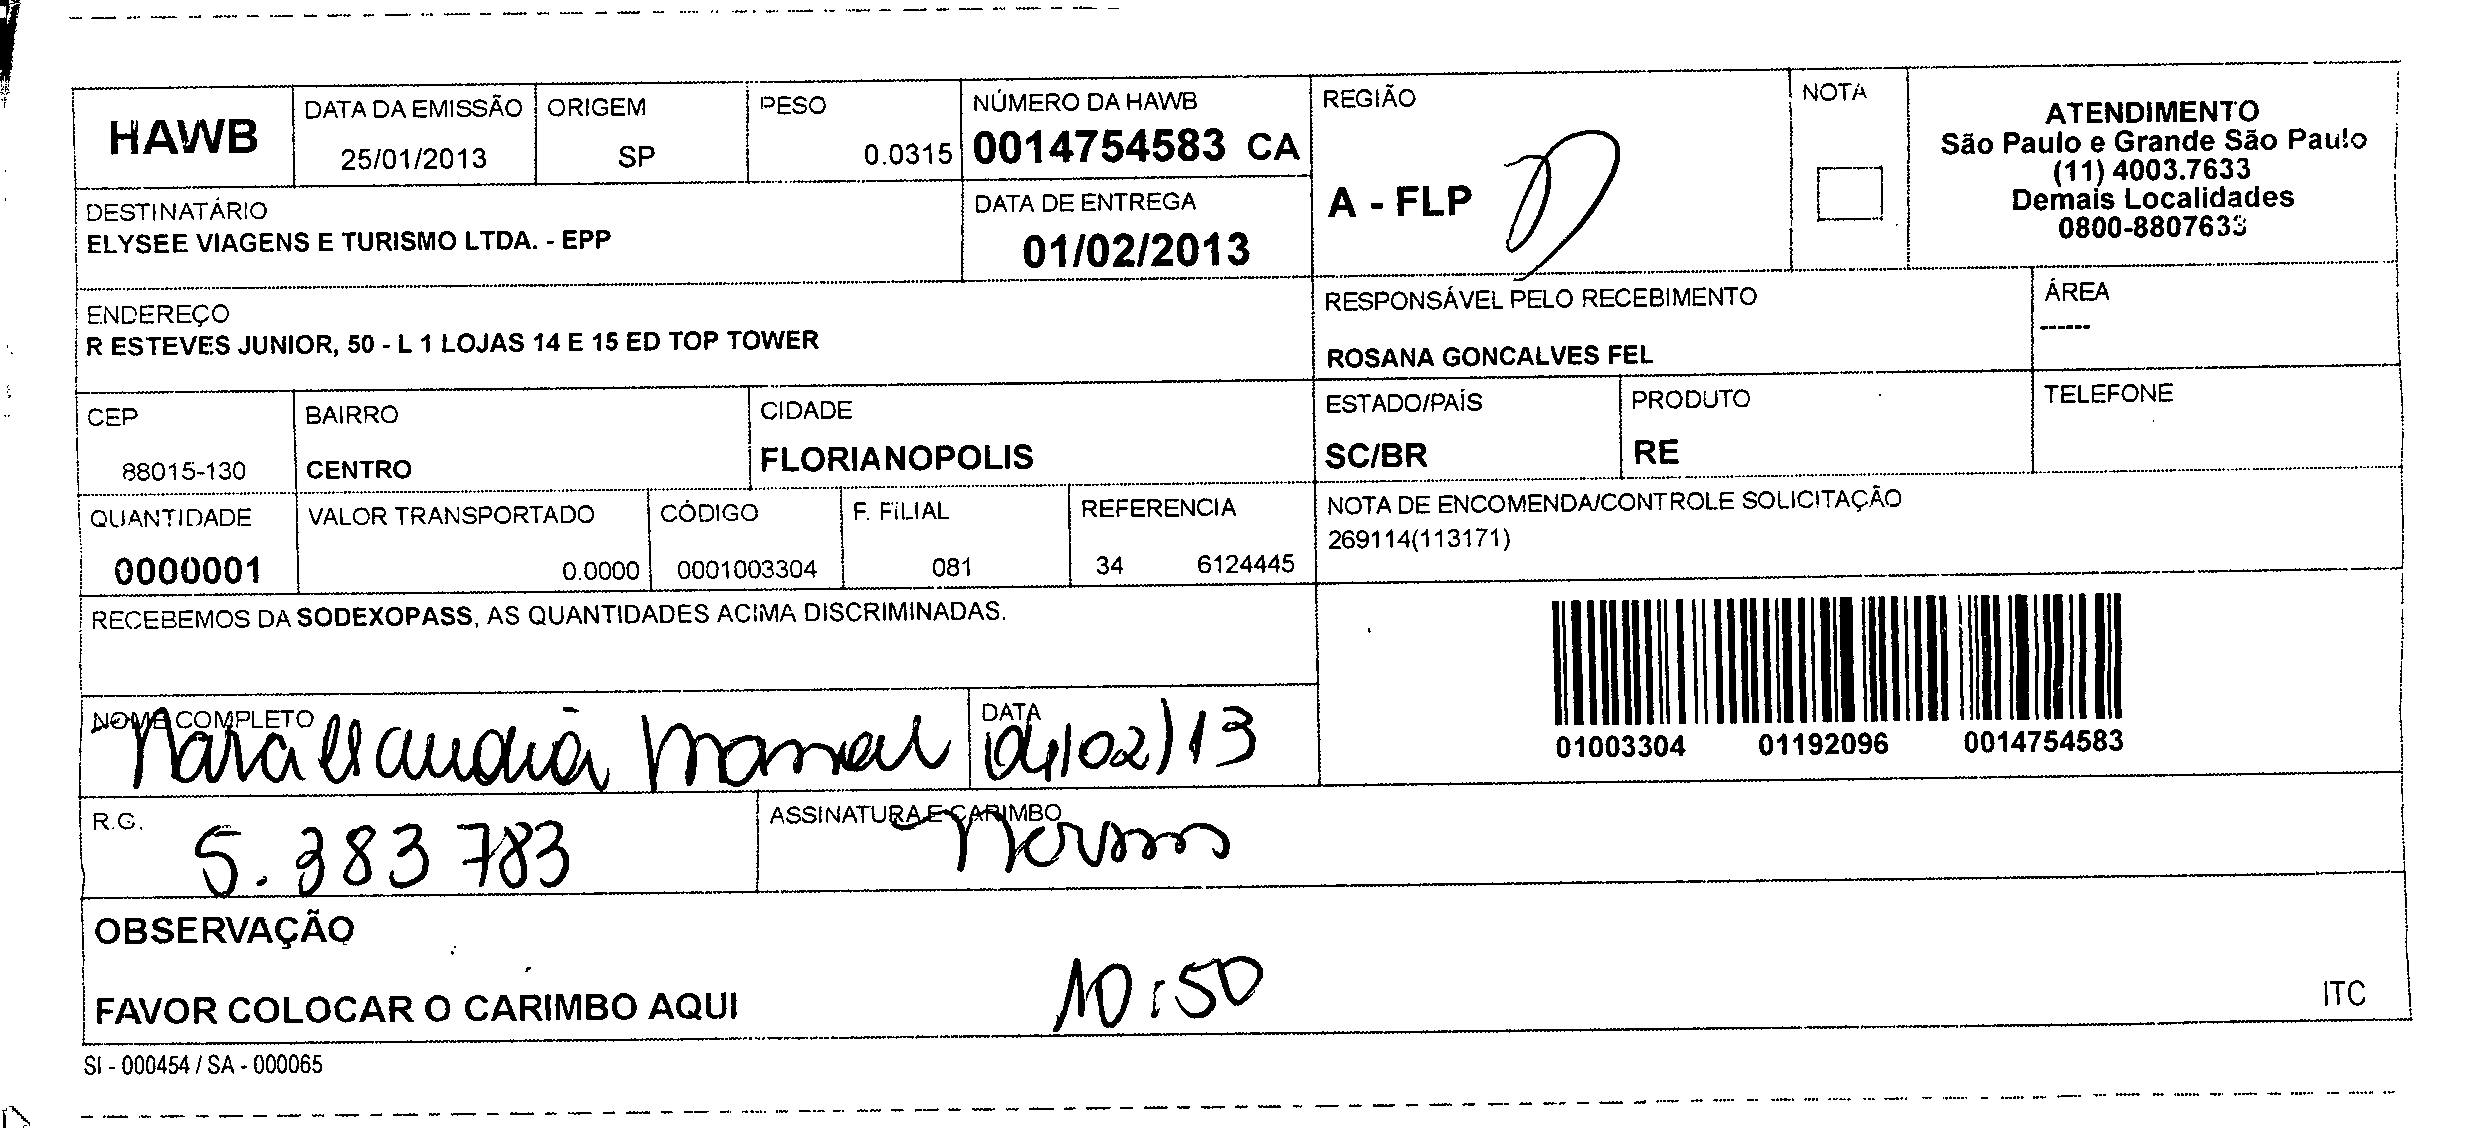 HAWB
DATA DA EMISSÃO
25/01/2013
ORIGEM
SP
PESO
0.0315
NÚMERO DA HAWB
0014754583 CA
REGIÃO
A - FLP
NOTA
ATENDIMENTO
São Paulo e Grande São Paulo
(11) 4003.7633
Demais Localidades
0800-8807633
DESTINATÁRIO
ELYSEE VIAGENS E TURISMO LTDA. - EPP
DATA DE ENTREGA
01/02/2013
ENDEREÇO
R ESTEVES JUNIOR, 50 - L 1 LOJAS 14 E 15 ED TOP TOWER
RESPONSÁVEL PELO RECEBIMENTO
ROSANA GONCALVES FEL
ÁREA
------
CEP
88015-130
BAIRRO
CENTRO
CIDADE
FLORIANOPOLIS
ESTADO/PAÍS
SC/BR
PRODUTO
RE
TELEFONE
QUANTIDADE
0000001
VALOR TRANSPORTADO
0.0000
CÓDIGO
0001003304
F. FILIAL
081
REFERENCIA
34 6124445
NOTA DE ENCOMENDA/CONTROLE SOLICITAÇÃO
269114(113171)
RECEBEMOS DA SODEXOPASS, AS QUANTIDADES ACIMA DISCRIMINADAS.
01003304 01192096 0014754583
NOME COMPLETO
Mara Claudia
DATA
04/02/13
R.G.
5.383783
ASSINATURA E CARIMBO
OBSERVAÇÃO
10:50
FAVOR COLOCAR O CARIMBO AQUI
ITC
SI - 000454 / SA - 000065